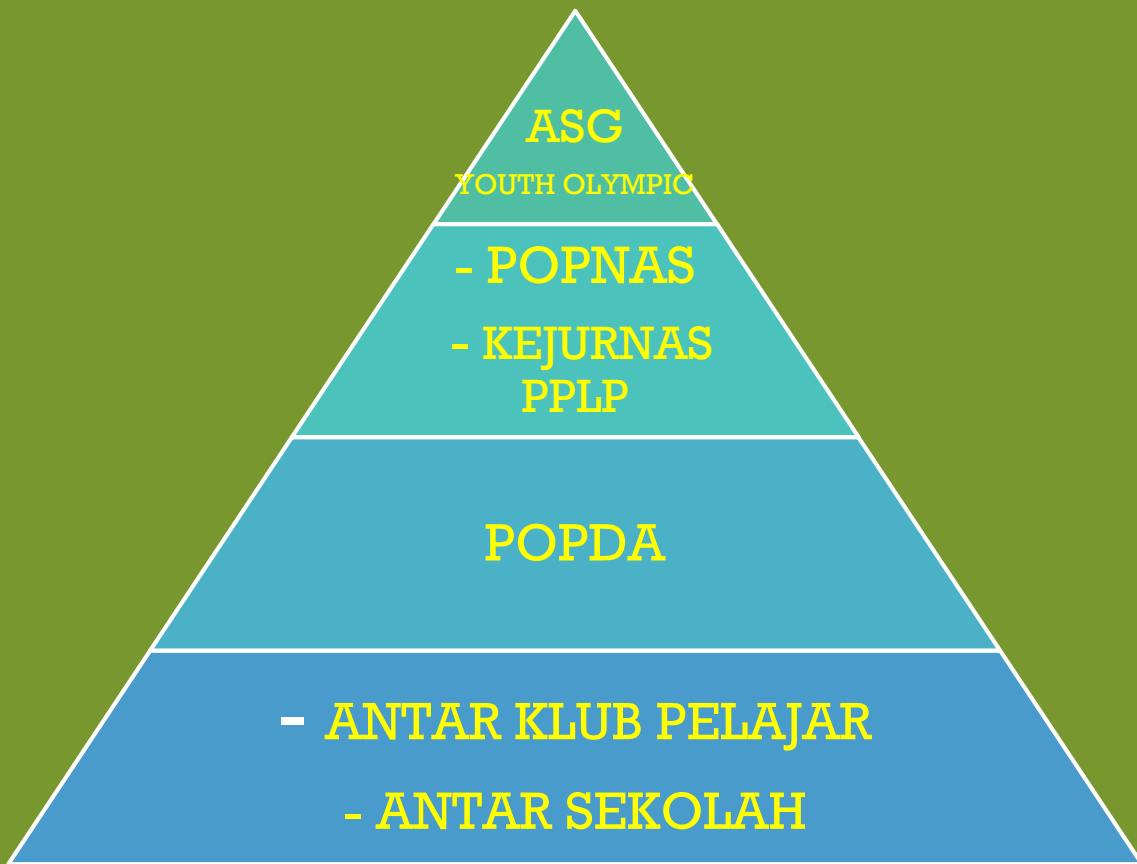 ASG
YOUTH OLYMPIC
- POPNAS
- KEJURNAS
PPLP
POPDA
- ANTAR KLUB PELAJAR
- ANTAR SEKOLAH